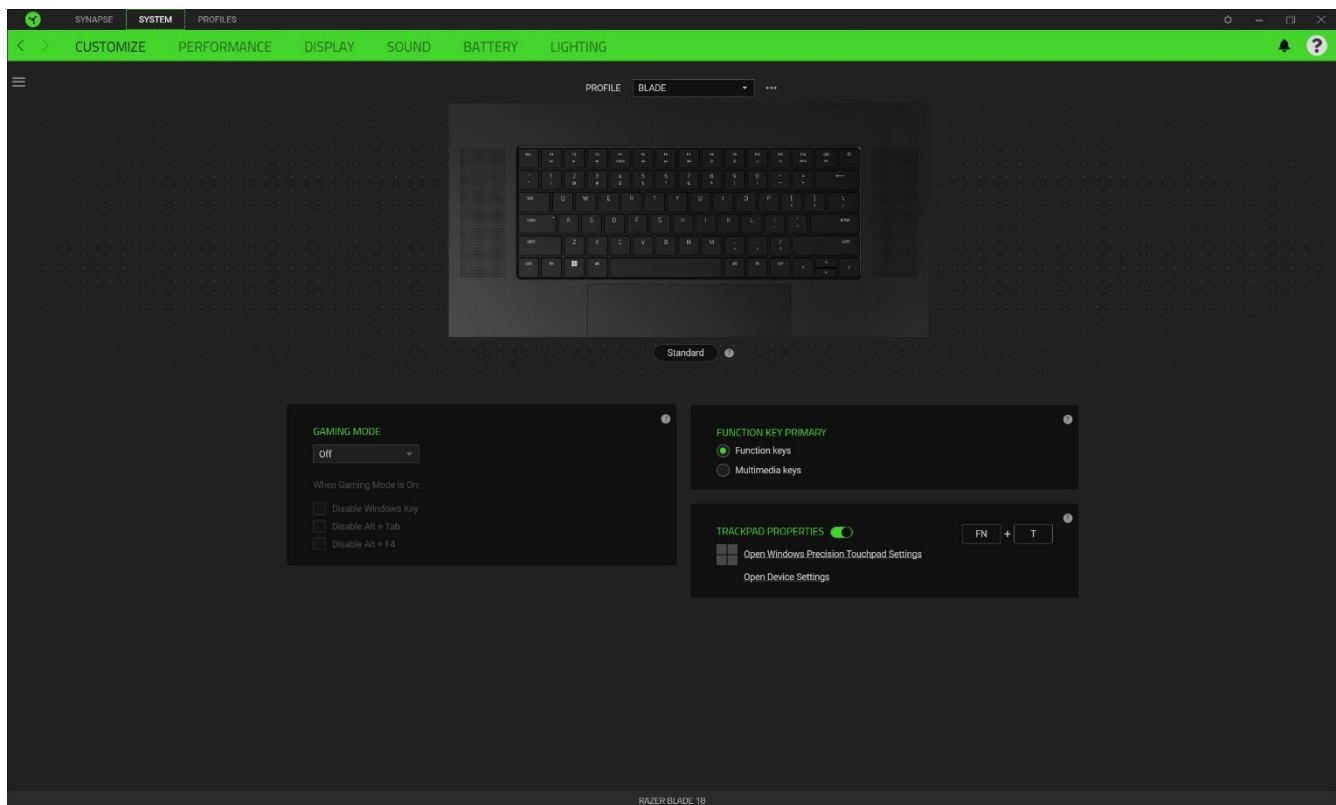 SYNAPSE SYSTEM PROFILES
CUSTOMIZE PERFORMANCE DISPLAY SOUND BATTERY LIGHTING ?
PROFILE BLADE
Q W E R T Y U I O P
A S D F G H J K L
Z X C V B N M
Standard ?
GAMING MODE ?
Off
When Gaming Mode is On:
Disable Windows Key
Disable Alt + Tab
Disable Alt + F4
FUNCTION KEY PRIMARY ?
Function keys
Multimedia keys
TRACKPAD PROPERTIES FN + T ?
Open Windows Precision Touchpad Settings
Open Device Settings
RAZER BLADE 18